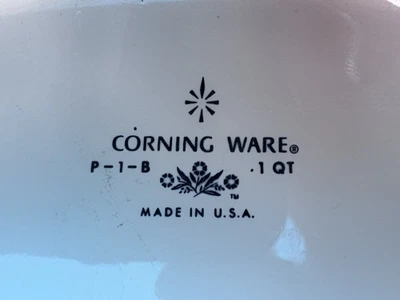 CORNING WARE®
P-1-B .1 QT
TM
MADE IN U.S.A.